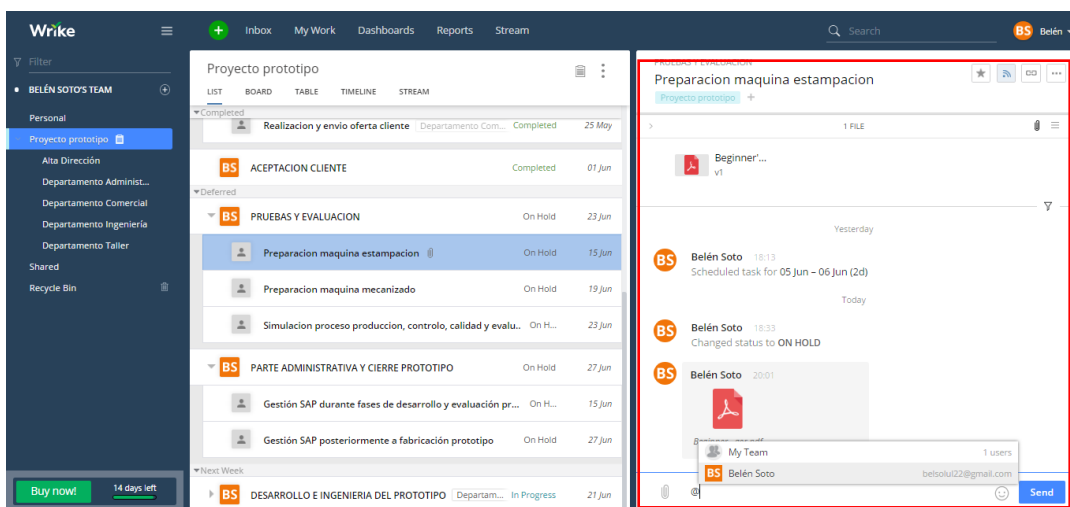 Wrike
Inbox My Work Dashboards Reports Stream
Search
BS Belén
Filter
BELÉN SOTO'S TEAM
Personal
Proyecto prototipo
Alta Dirección
Departamento Administ...
Departamento Comercial
Departamento Ingeniería
Departamento Taller
Shared
Recycle Bin
Buy now! 14 days left
Proyecto prototipo
LIST BOARD TABLE TIMELINE STREAM
Completed
Realizacion y envio oferta cliente Departamento Com... Completed 25 May
BS ACEPTACION CLIENTE Completed 01 Jun
Deferred
BS PRUEBAS Y EVALUACION On Hold 23 Jun
Preparacion maquina estampacion On Hold 15 Jun
Preparacion maquina mecanizado On Hold 19 Jun
Simulacion proceso produccion, controlo, calidad y evalu.. On H... 23 Jun
BS PARTE ADMINISTRATIVA Y CIERRE PROTOTIPO On Hold 27 Jun
Gestión SAP durante fases de desarrollo y evaluación pr... On H... 15 Jun
Gestión SAP posteriormente a fabricación prototipo On Hold 27 Jun
Next Week
BS DESARROLLO E INGENIERIA DEL PROTOTIPO Departam... In Progress 21 Jun
PRUEBAS Y EVALUACION
Preparacion maquina estampacion
Proyecto prototipo +
1 FILE
Beginner'...
v1
Yesterday
BS Belén Soto 18:13
Scheduled task for 05 Jun – 06 Jun (2d)
Today
BS Belén Soto 18:33
Changed status to ON HOLD
BS Belén Soto 20:01
My Team 1 users
BS Belén Soto belsolul22@gmail.com
@
Send